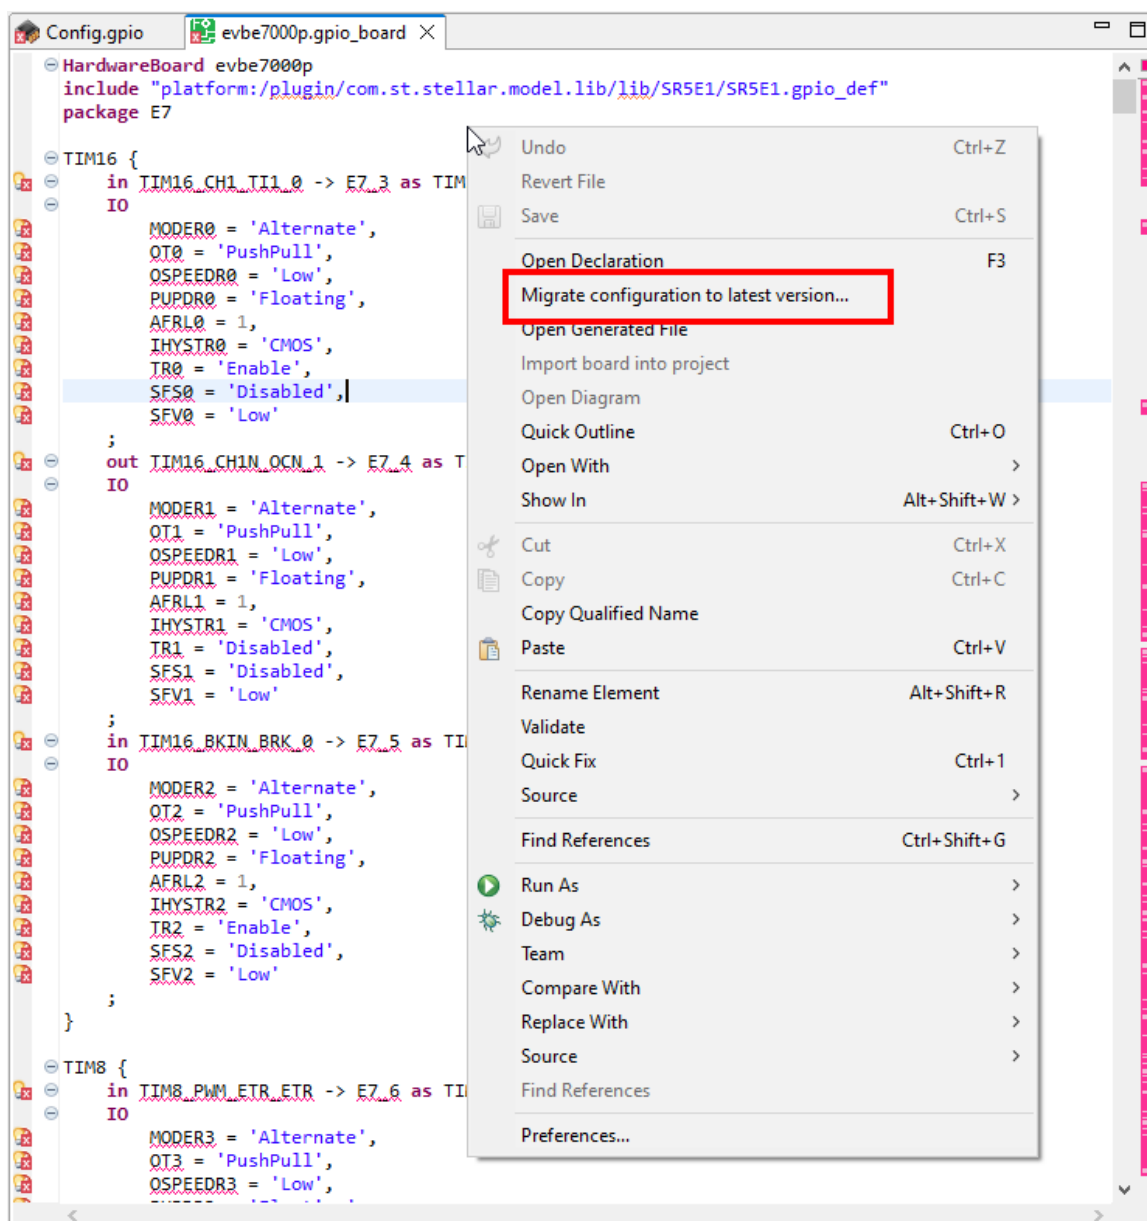 Config.gpio
evbe7000p.gpio_board
HardwareBoard evbe7000p
include "platform:/plugin/com.st.stellar.model.lib/lib/SR5E1/SR5E1.gpio_def"
package E7
TIM16 {
in TIM16_CH1_TI1_0 -> E7_3 as TIM
IO
MODER0 = 'Alternate',
OT0 = 'PushPull',
OSPEEDR0 = 'Low',
PUPDR0 = 'Floating',
AFRL0 = 1,
IHYSTR0 = 'CMOS',
TR0 = 'Enable',
SFS0 = 'Disabled',
SFV0 = 'Low'
;
out TIM16_CH1N_OCN_1 -> E7_4 as T
IO
MODER1 = 'Alternate',
OT1 = 'PushPull',
OSPEEDR1 = 'Low',
PUPDR1 = 'Floating',
AFRL1 = 1,
IHYSTR1 = 'CMOS',
TR1 = 'Disabled',
SFS1 = 'Disabled',
SFV1 = 'Low'
;
in TIM16_BKIN_BRK_0 -> E7_5 as TI
IO
MODER2 = 'Alternate',
OT2 = 'PushPull',
OSPEEDR2 = 'Low',
PUPDR2 = 'Floating',
AFRL2 = 1,
IHYSTR2 = 'CMOS',
TR2 = 'Enable',
SFS2 = 'Disabled',
SFV2 = 'Low'
;
}
TIM8 {
in TIM8_PWM_ETR_ETR -> E7_6 as TI
IO
MODER3 = 'Alternate',
OT3 = 'PushPull',
OSPEEDR3 = 'Low',
Undo Ctrl+Z
Revert File
Save Ctrl+S
Open Declaration F3
Migrate configuration to latest version...
Open Generated File
Import board into project
Open Diagram
Quick Outline Ctrl+O
Open With
Show In Alt+Shift+W
Cut Ctrl+X
Copy Ctrl+C
Copy Qualified Name
Paste Ctrl+V
Rename Element Alt+Shift+R
Validate
Quick Fix Ctrl+1
Source
Find References Ctrl+Shift+G
Run As
Debug As
Team
Compare With
Replace With
Source
Find References
Preferences...